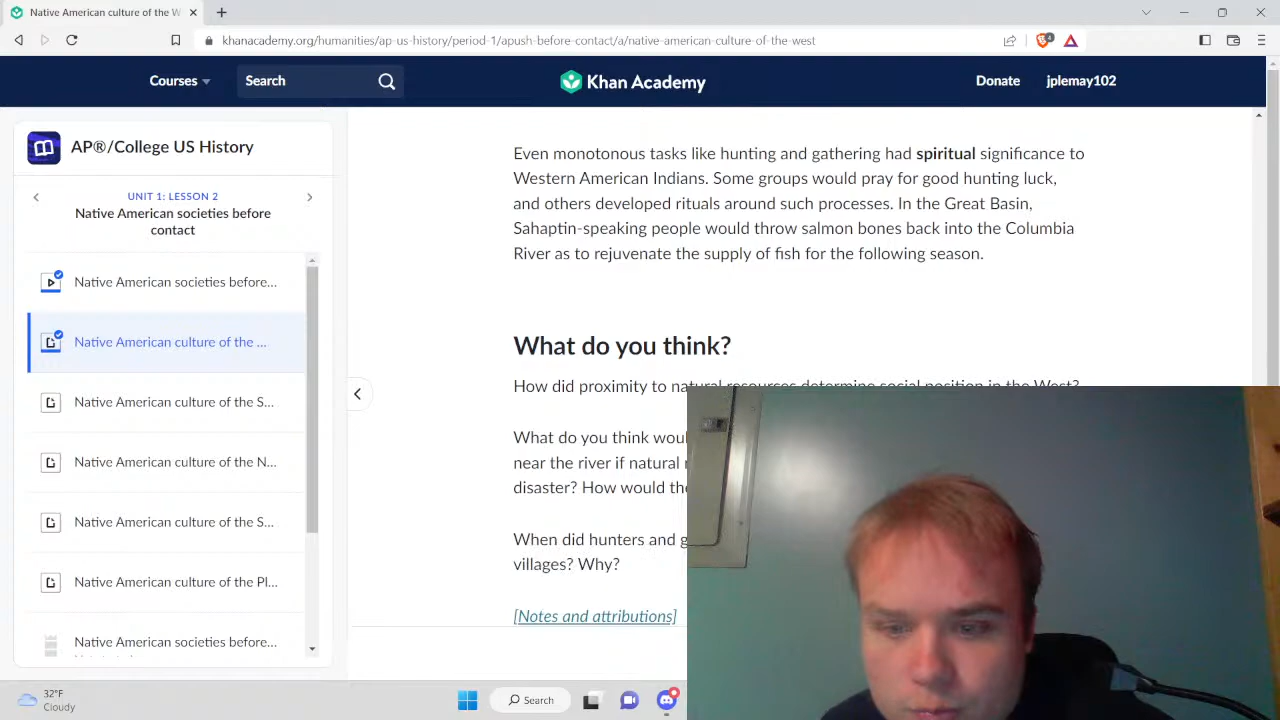 Native American culture of the W
khanacademy.org/humanities/ap-us-history/period-1/apush-before-contact/a/native-american-culture-of-the-west
4
Courses
Search
Khan Academy
Donate
jplemay102
AP®/College US History
UNIT 1: LESSON 2
Native American societies before
contact
Native American societies before...
Native American culture of the ...
Native American culture of the S...
Native American culture of the N...
Native American culture of the S...
Native American culture of the Pl...
Native American societies before...
Even monotonous tasks like hunting and gathering had spiritual significance to
Western American Indians. Some groups would pray for good hunting luck,
and others developed rituals around such processes. In the Great Basin,
Sahaptin-speaking people would throw salmon bones back into the Columbia
River as to rejuvenate the supply of fish for the following season.
What do you think?
How did proximity to natural resources determine social position in the West?
What do you think woul
near the river if natural
disaster? How would the
When did hunters and g
villages? Why?
[Notes and attributions]
32°F
Cloudy
Search